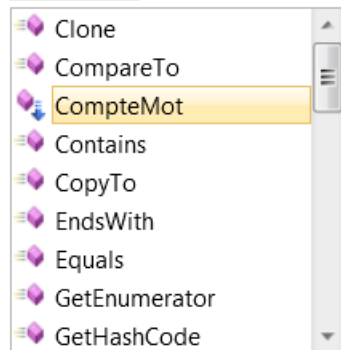 Clone
CompareTo
CompteMot
Contains
CopyTo
EndsWith
Equals
GetEnumerator
GetHashCode